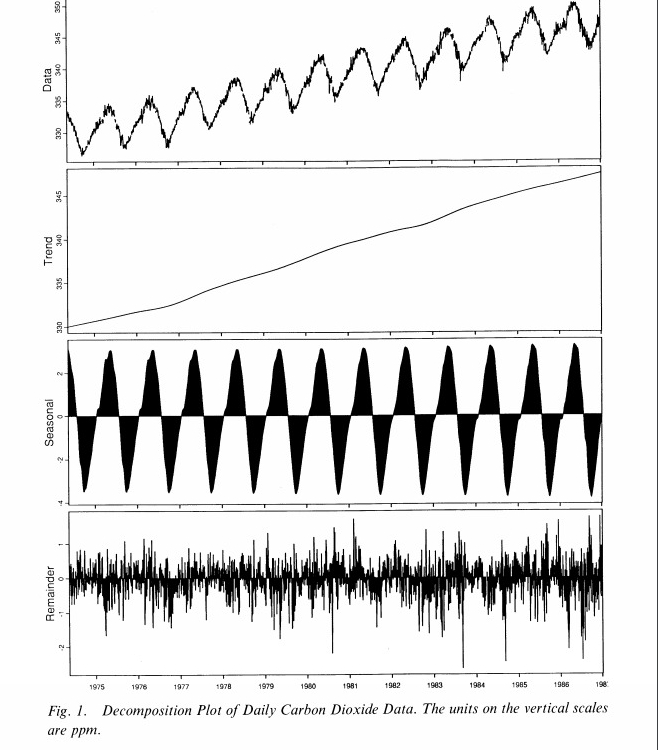 350
345
340
335
330
Data
345
340
335
330
Trend
2
0
-2
-4
Seasonal
1
0
-1
-2
Remainder
1975 1976 1977 1978 1979 1980 1981 1982 1983 1984 1985 1986 198
Fig. 1. Decomposition Plot of Daily Carbon Dioxide Data. The units on the vertical scales
are ppm.